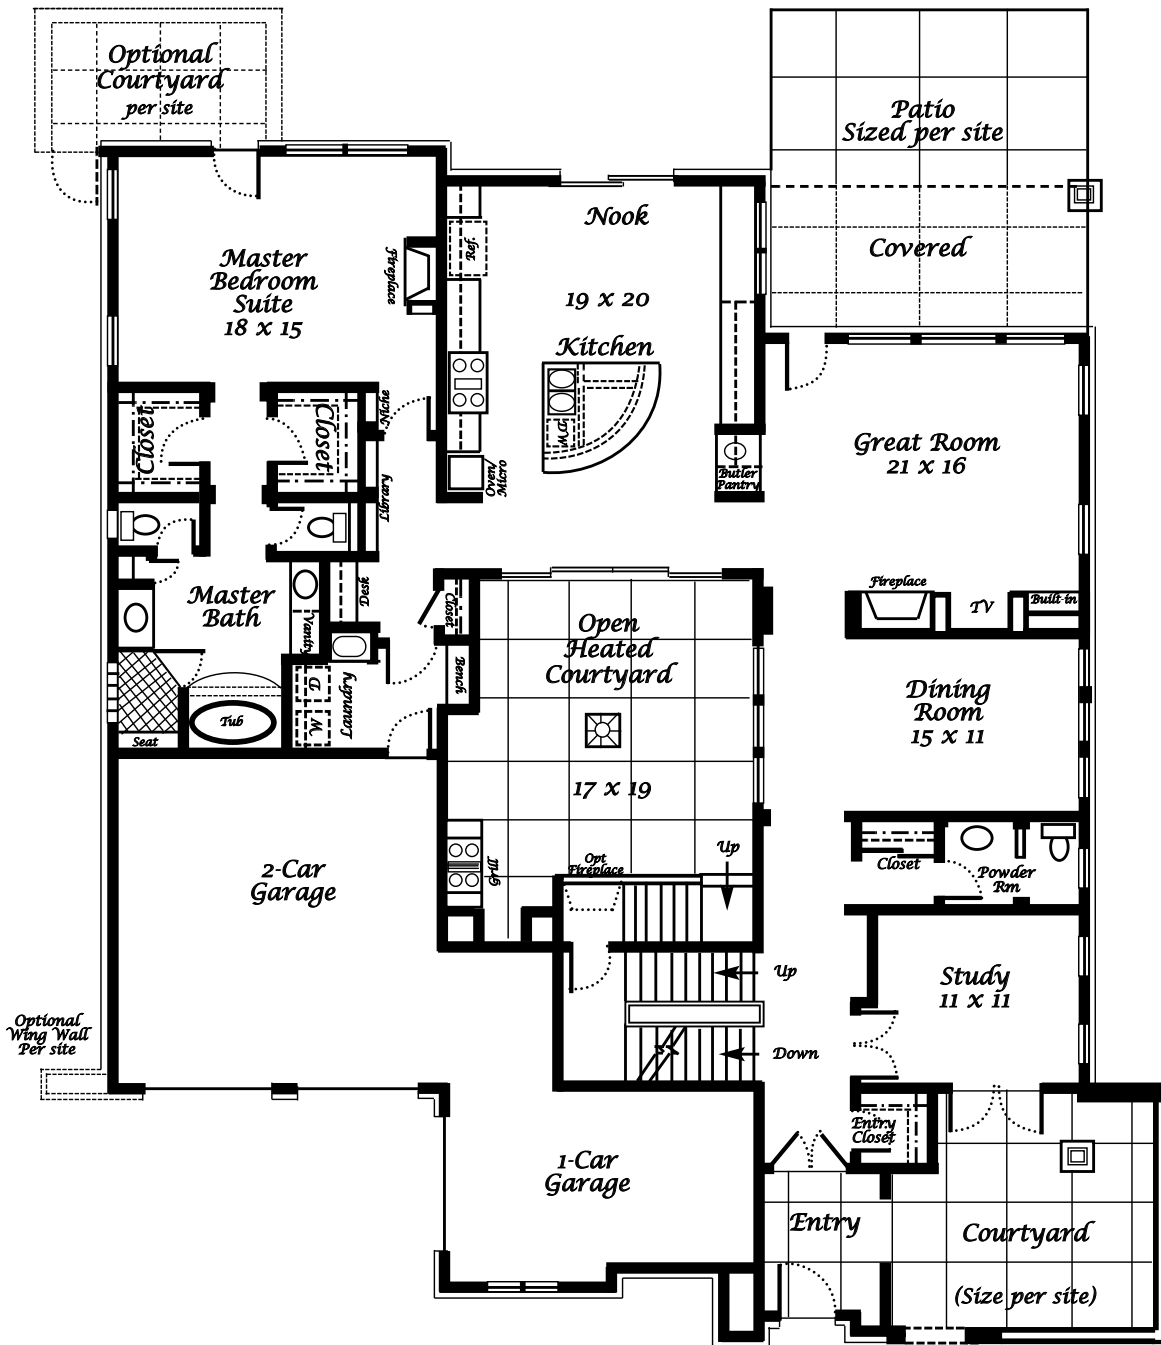 Optional
Courtyard
per site
Patio
Sized per site
Covered
Nook
19 x 20
Kitchen
Ref.
Fireplace
Master
Bedroom
Suite
18 x 15
Closet
Closet
Niche
Library
DW
Oven/
Micro
Butler
Pantry
Great Room
21 x 16
Fireplace
TV
Built in
Master
Bath
Vanity
Desk
Closet
Bench
D
W
Laundry
Tub
Seat
Open
Heated
Courtyard
17 x 19
Dining
Room
15 x 11
Grill
Opt
Fireplace
Up
Closet
Powder
Rm
2-Car
Garage
Up
Down
Study
11 x 11
Optional
Wing Wall
Per site
Entry
Closet
1-Car
Garage
Entry
Courtyard
(Size per site)